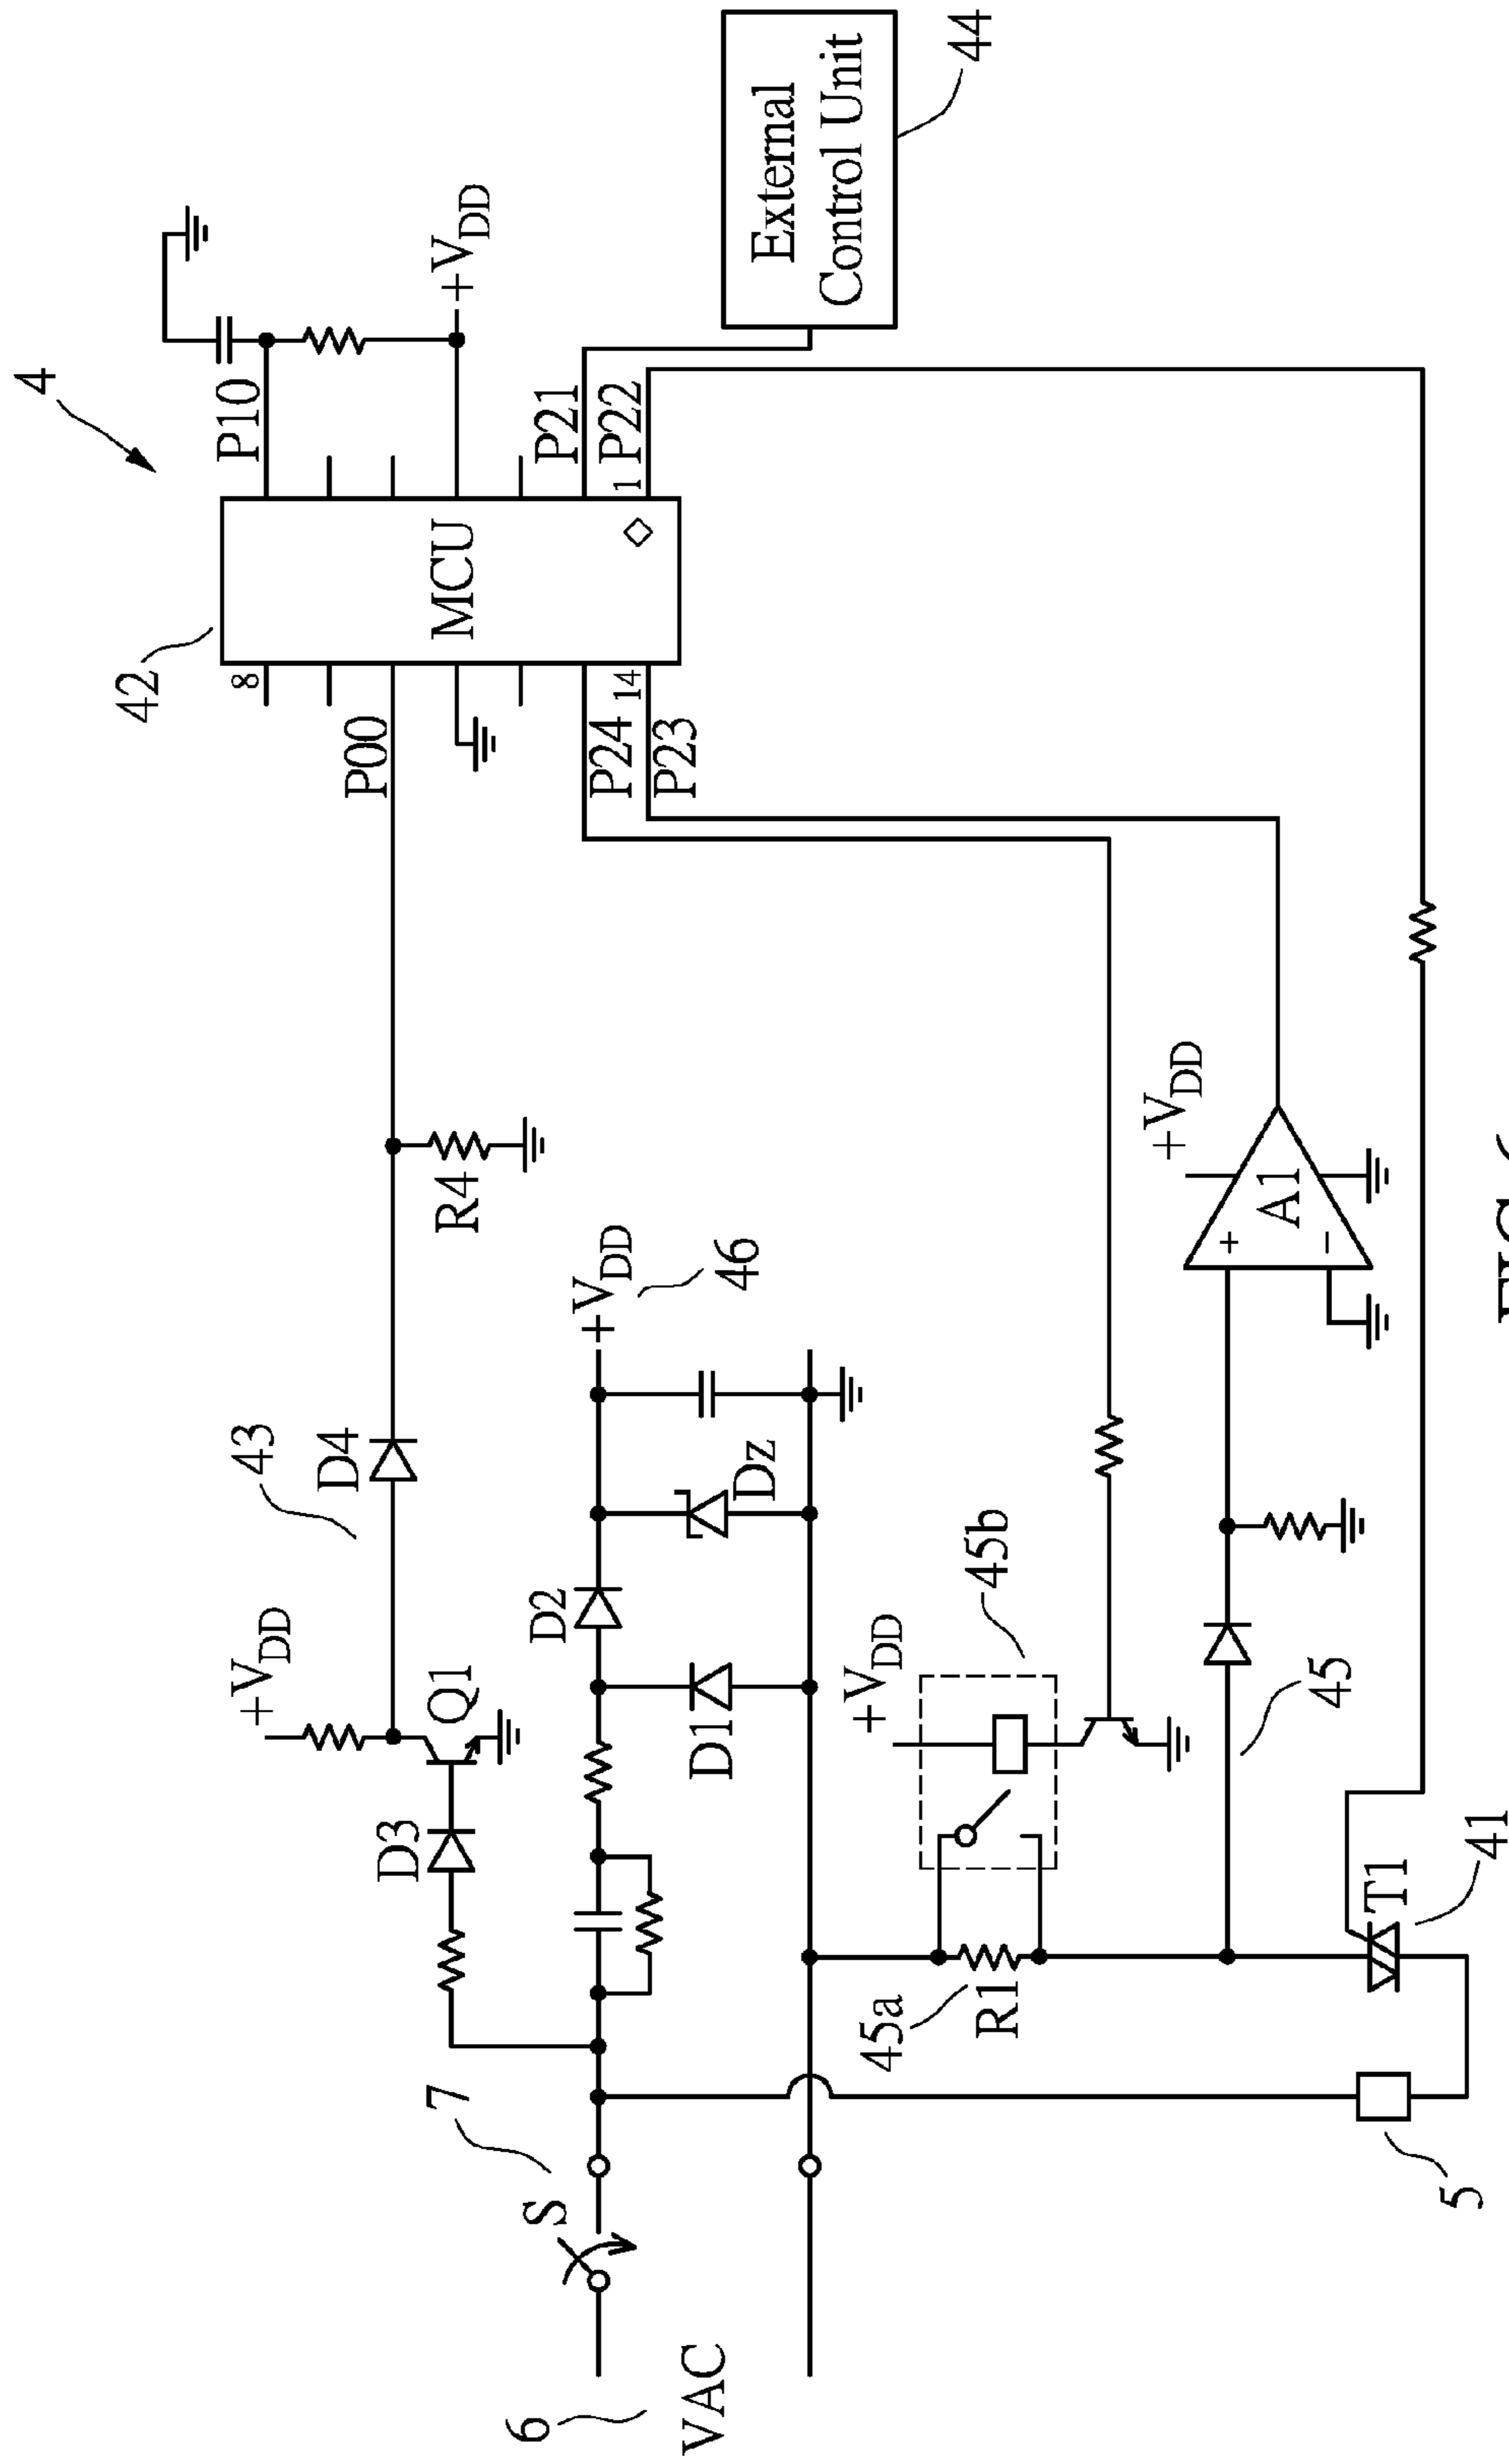 4
42
8
P00
MCU
P10
+VDD
P24
14
P23
P21
1
P22
External
Control Unit
44
43
+VDD
D4
R4
Q1
D3
7
S
6
VAC
D2
D1
Dz
+VDD
46
+VDD
45b
45a
R1
45
+VDD
+
A1
−
T1
41
5